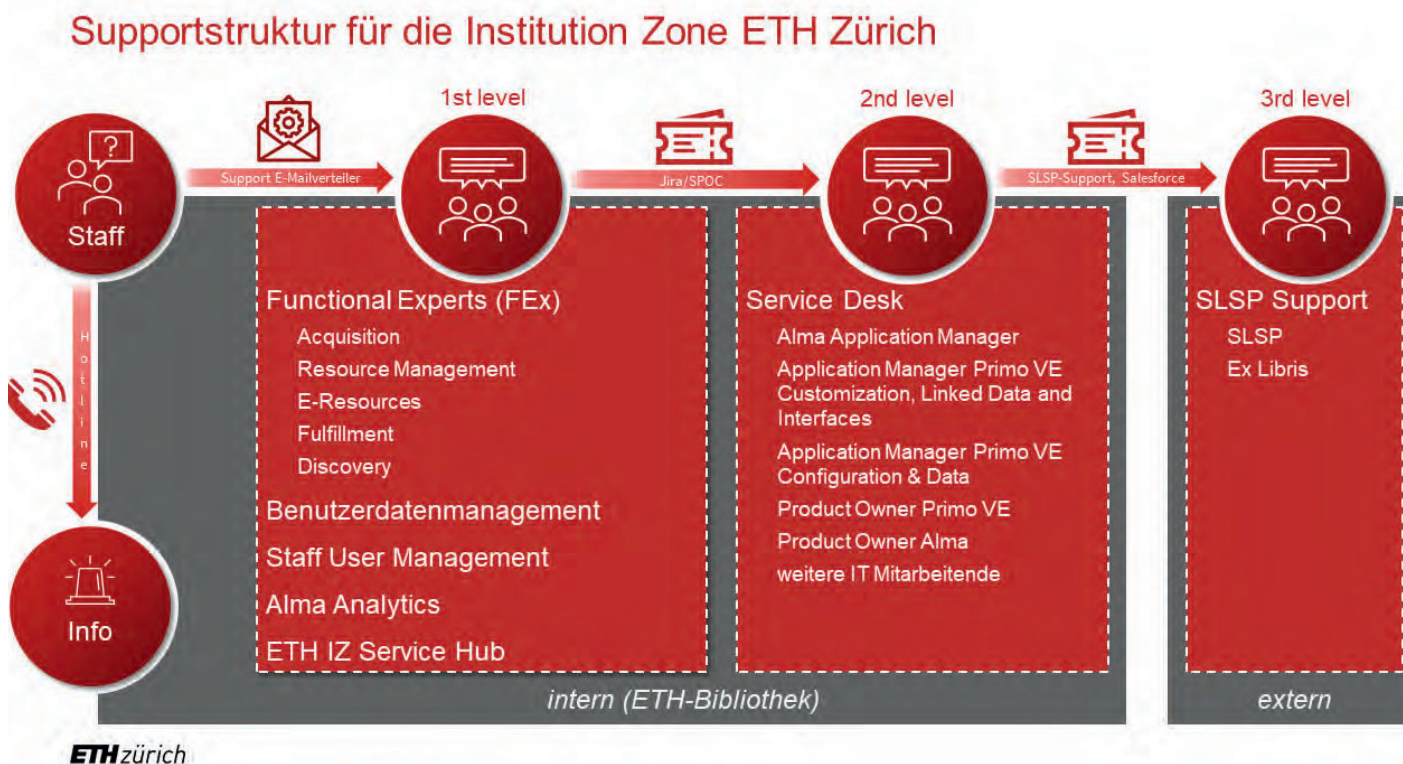 Supportstruktur für die Institution Zone ETH Zürich
1st level
2nd level
3rd level
Support E-Mailverteiler
Jira/SPOC
SLSP-Support, Salesforce
?
Staff
Hotline
Info
Functional Experts (FEx)
Acquisition
Resource Management
E-Resources
Fulfillment
Discovery
Benutzerdatenmanagement
Staff User Management
Alma Analytics
ETH IZ Service Hub
Service Desk
Alma Application Manager
Application Manager Primo VE
Customization, Linked Data and
Interfaces
Application Manager Primo VE
Configuration & Data
Product Owner Primo VE
Product Owner Alma
weitere IT Mitarbeitende
SLSP Support
SLSP
Ex Libris
intern (ETH-Bibliothek)
extern
ETH zürich